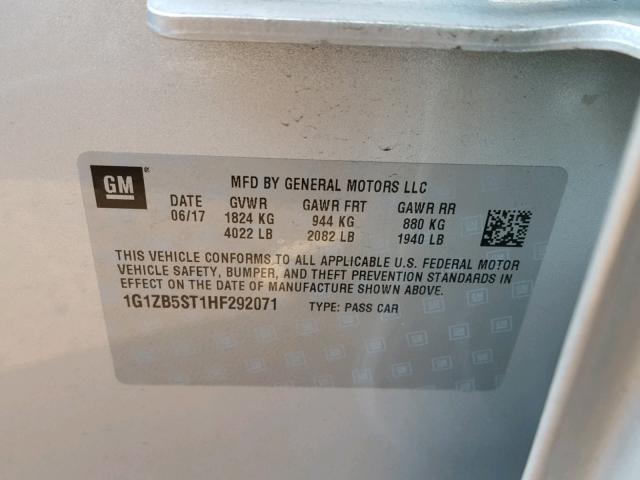 GM
MFD BY GENERAL MOTORS LLC
DATE GVWR GAWR FRT GAWR RR
06/17 1824 KG 944 KG 880 KG
4022 LB 2082 LB 1940 LB
THIS VEHICLE CONFORMS TO ALL APPLICABLE U.S. FEDERAL MOTOR
VEHICLE SAFETY, BUMPER, AND THEFT PREVENTION STANDARDS IN
EFFECT ON THE DATE OF MANUFACTURE SHOWN ABOVE.
1G1ZB5ST1HF292071 TYPE: PASS CAR